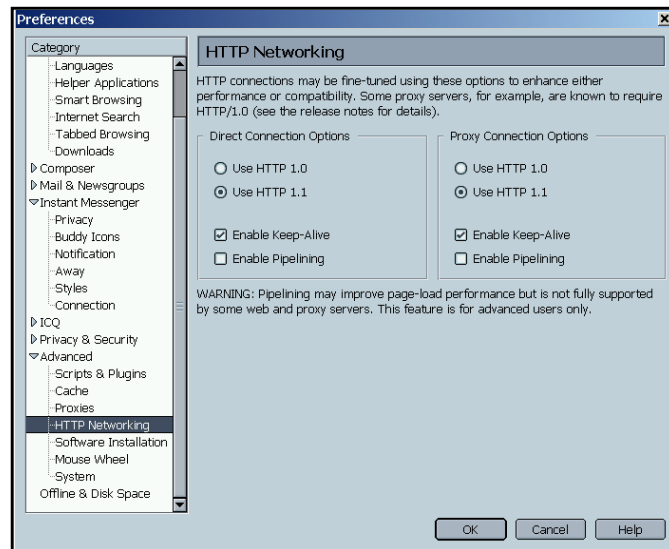 Preferences
Category
Languages
Helper Applications
Smart Browsing
Internet Search
Tabbed Browsing
Downloads
Composer
Mail & Newsgroups
Instant Messenger
Privacy
Buddy Icons
Notification
Away
Styles
Connection
ICQ
Privacy & Security
Advanced
Scripts & Plugins
Cache
Proxies
HTTP Networking
Software Installation
Mouse Wheel
System
Offline & Disk Space
HTTP Networking
HTTP connections may be fine-tuned using these options to enhance either
performance or compatibility. Some proxy servers, for example, are known to require
HTTP/1.0 (see the release notes for details).
Direct Connection Options
Use HTTP 1.0
Use HTTP 1.1
Enable Keep-Alive
Enable Pipelining
Proxy Connection Options
Use HTTP 1.0
Use HTTP 1.1
Enable Keep-Alive
Enable Pipelining
WARNING: Pipelining may improve page-load performance but is not fully supported
by some web and proxy servers. This feature is for advanced users only.
OK
Cancel
Help